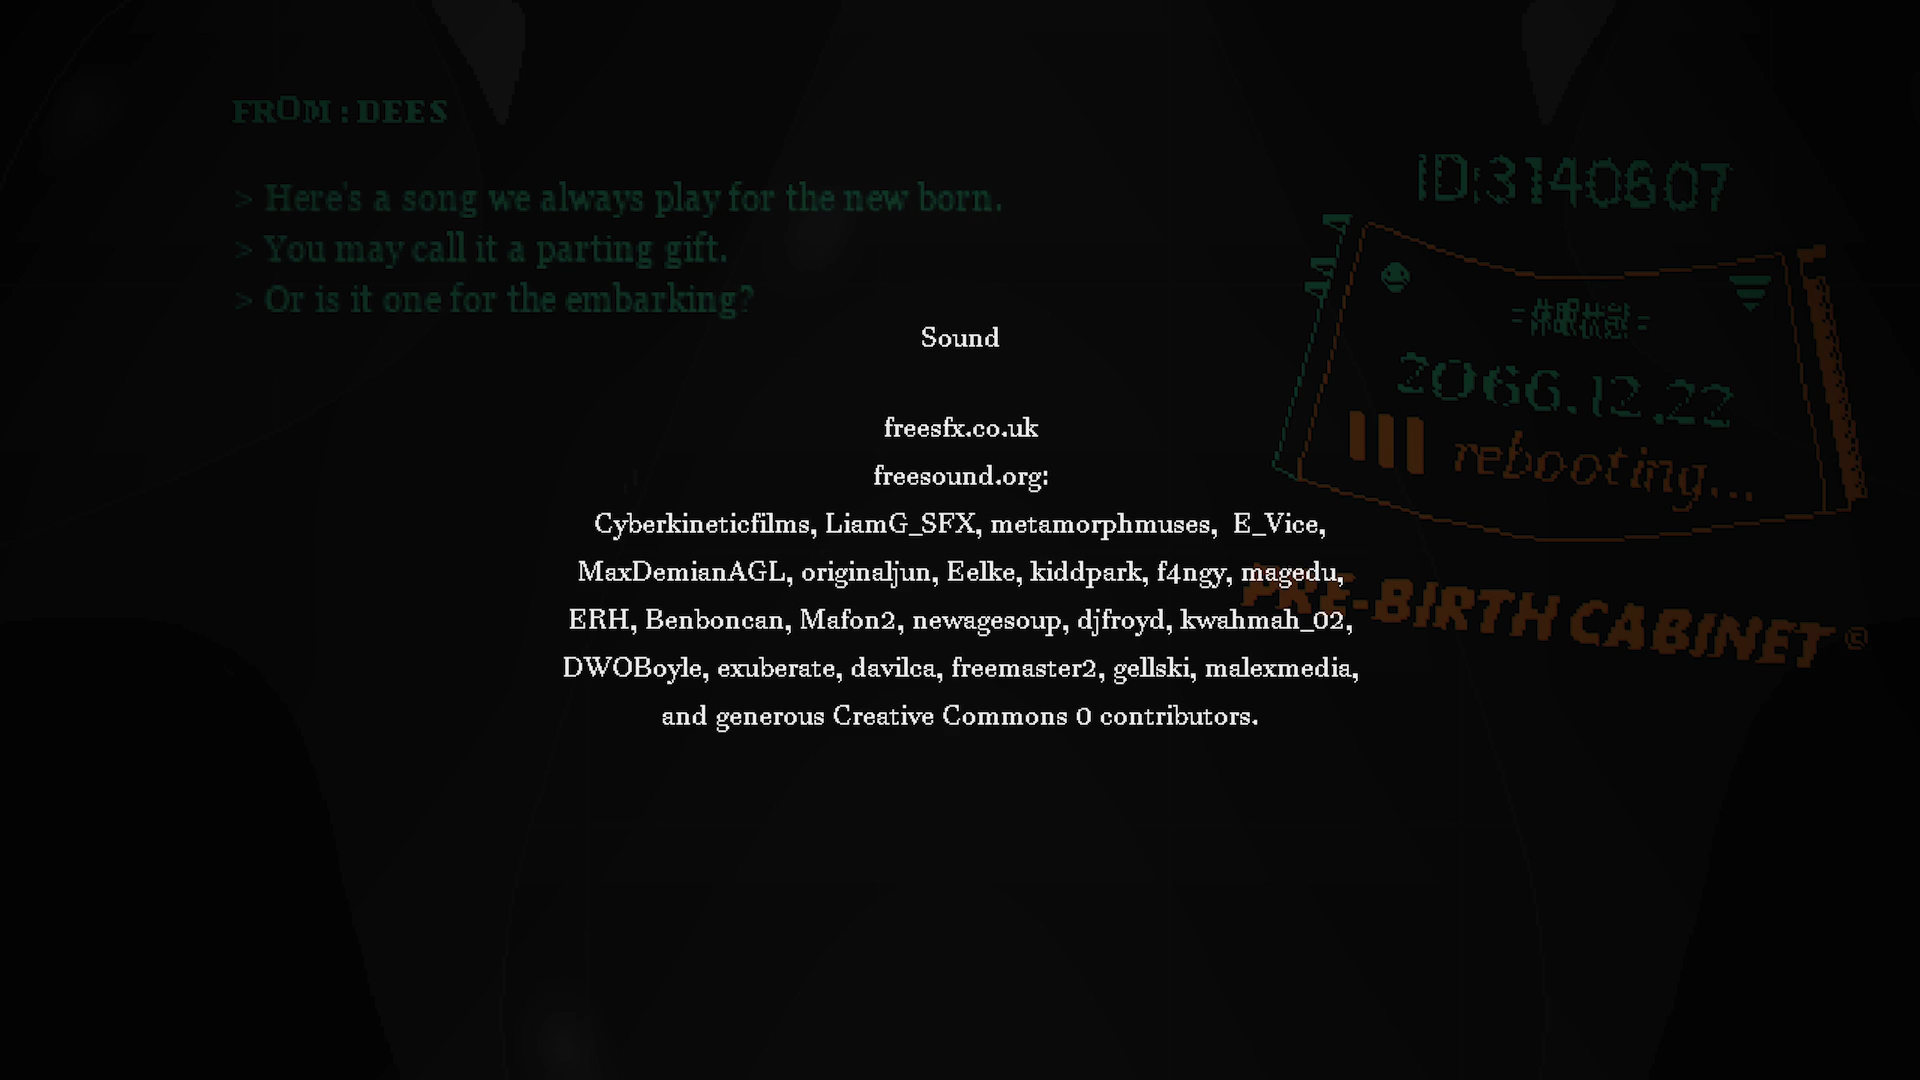 FROM : DEES
> Here's a song we always play for the new born.
> You may call it a parting gift.
> Or is it one for the embarking?
Sound
freesfx.co.uk
freesound.org:
Cyberkineticfilms, LiamG_SFX, metamorphmuses,  E_Vice,
MaxDemianAGL, originaljun, Eelke, kiddpark, f4ngy, magedu,
ERH, Benboncan, Mafon2, newagesoup, djfroyd, kwahmah_02,
DWOBoyle, exuberate, davilca, freemaster2, gellski, malexmedia,
and generous Creative Commons 0 contributors.
ID:3140607
=休眠状態=
2066.12.22
rebooting...
PRE-BIRTH CABINET ©